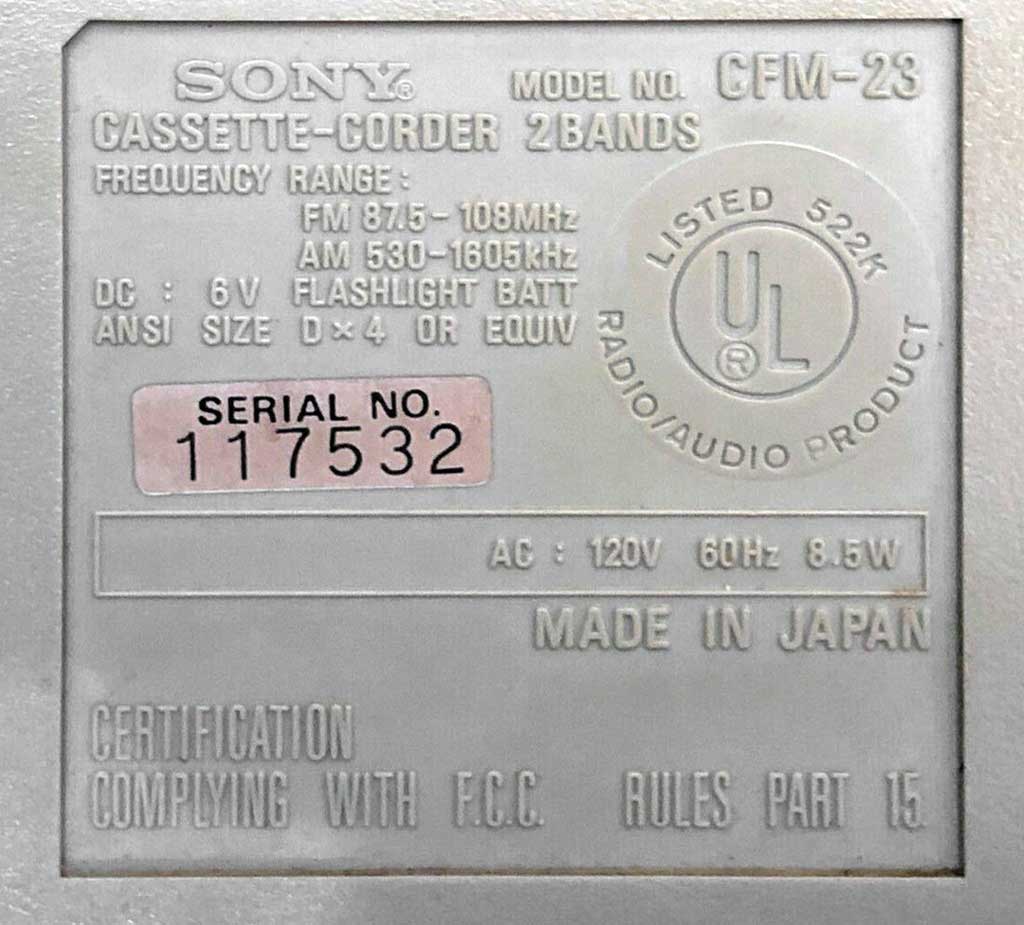 SONY® MODEL NO. CFM-23
CASSETTE-CORDER 2 BANDS
FREQUENCY RANGE :
FM 87.5 - 108MHz
AM 530-1605kHz
DC : 6V FLASHLIGHT BATT
ANSI SIZE D × 4 OR EQUIV
LISTED 522K
UL®
RADIO/AUDIO PRODUCT
SERIAL NO.
117532
AC : 120V 60Hz 8.5W
MADE IN JAPAN
CERTIFICATION
COMPLYING WITH F.C.C. RULES PART 15.